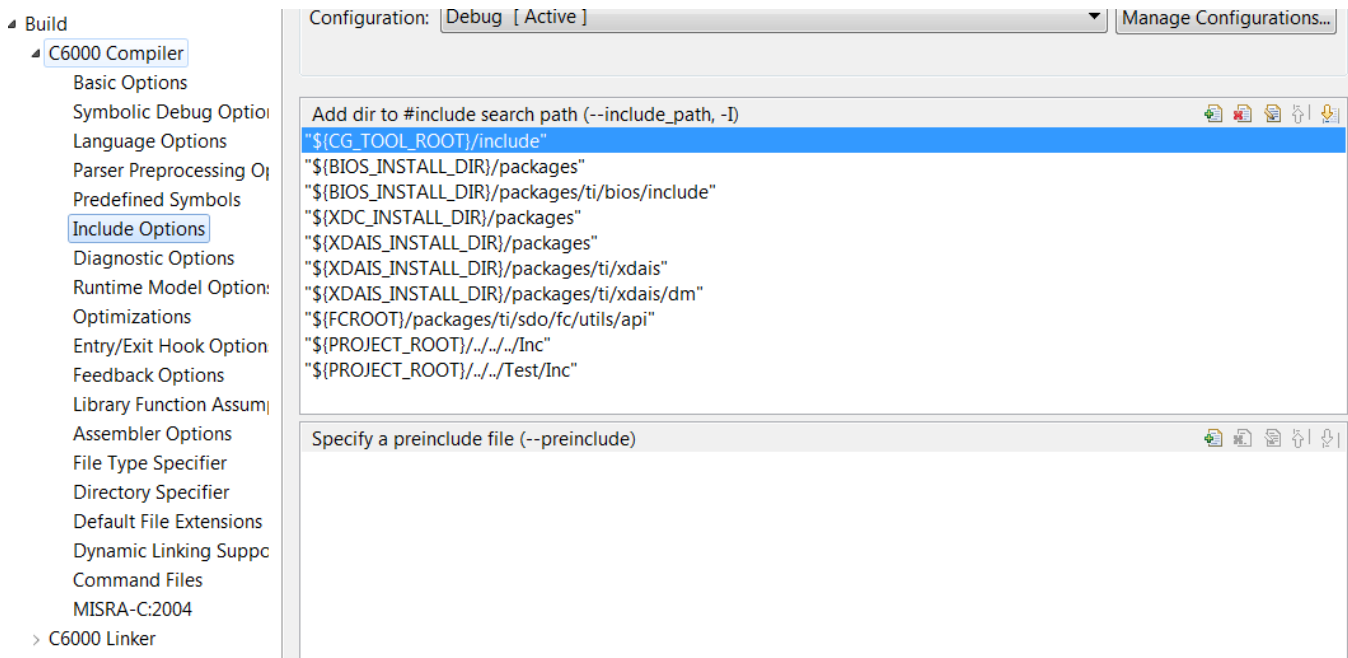 Build
C6000 Compiler
Basic Options
Symbolic Debug Option
Language Options
Parser Preprocessing Op
Predefined Symbols
Include Options
Diagnostic Options
Runtime Model Options
Optimizations
Entry/Exit Hook Option
Feedback Options
Library Function Assum
Assembler Options
File Type Specifier
Directory Specifier
Default File Extensions
Dynamic Linking Suppo
Command Files
MISRA-C:2004
C6000 Linker
Configuration: Debug [ Active ] Manage Configurations...
Add dir to #include search path (--include_path, -I)
"${CG_TOOL_ROOT}/include"
"${BIOS_INSTALL_DIR}/packages"
"${BIOS_INSTALL_DIR}/packages/ti/bios/include"
"${XDC_INSTALL_DIR}/packages"
"${XDAIS_INSTALL_DIR}/packages"
"${XDAIS_INSTALL_DIR}/packages/ti/xdais"
"${XDAIS_INSTALL_DIR}/packages/ti/xdais/dm"
"${FCROOT}/packages/ti/sdo/fc/utils/api"
"${PROJECT_ROOT}/../../../Inc"
"${PROJECT_ROOT}/../../Test/Inc"
Specify a preinclude file (--preinclude)